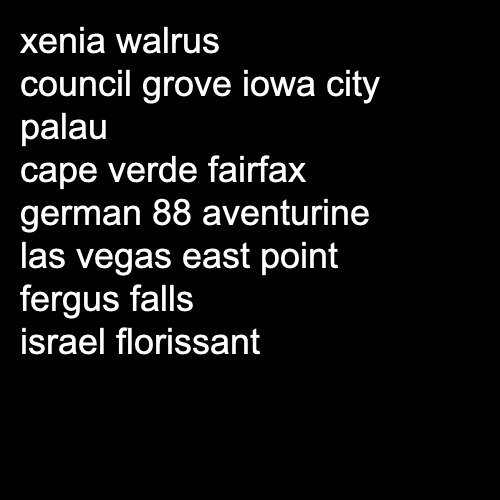 xenia walrus
council grove iowa city
palau
cape verde fairfax
german 88 aventurine
las vegas east point
fergus falls
israel florissant